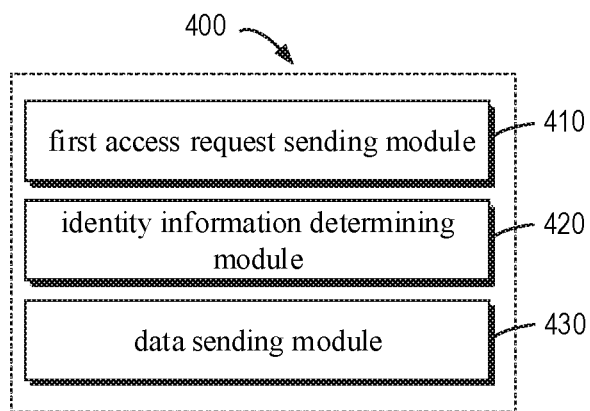 400
first access request sending module
410
identity information determining
module
420
data sending module
430